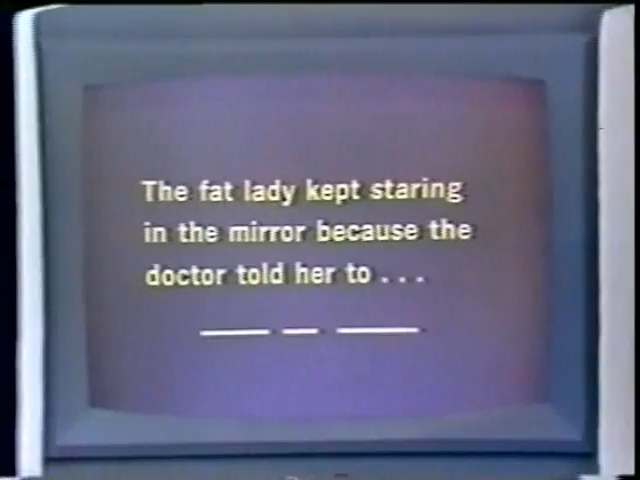 The fat lady kept staring
in the mirror because the
doctor told her to . . .